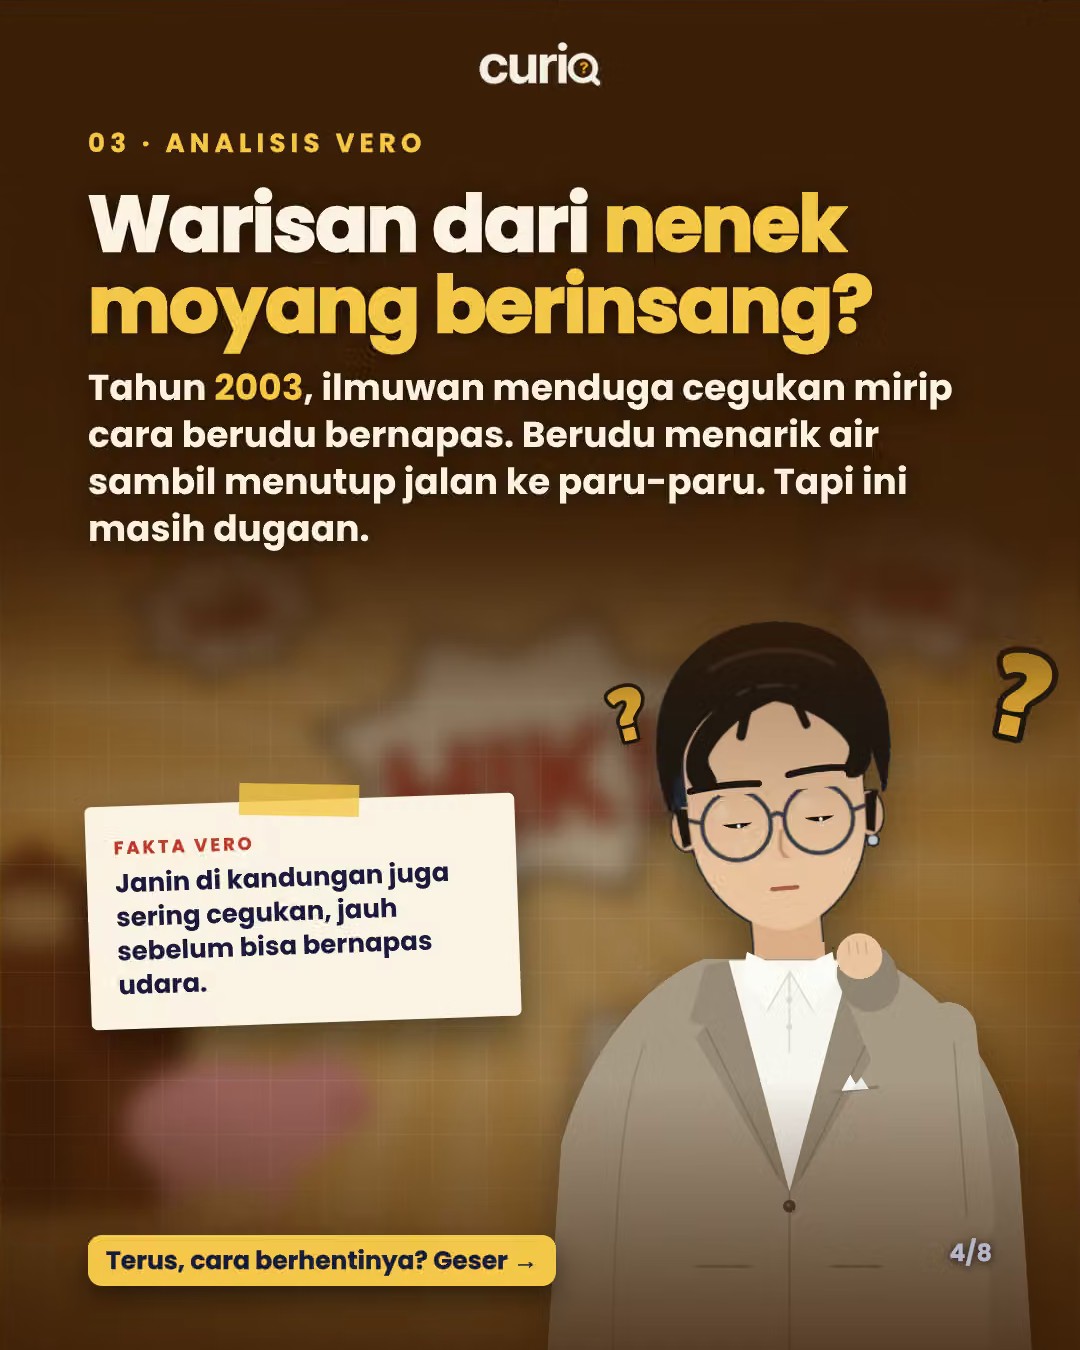 curiq
03 · ANALISIS VERO
Warisan dari nenek
moyang berinsang?
Tahun 2003, ilmuwan menduga cegukan mirip
cara berudu bernapas. Berudu menarik air
sambil menutup jalan ke paru-paru. Tapi ini
masih dugaan.
?
?
FAKTA VERO
Janin di kandungan juga
sering cegukan, jauh
sebelum bisa bernapas
udara.
Terus, cara berhentinya? Geser →
4/8